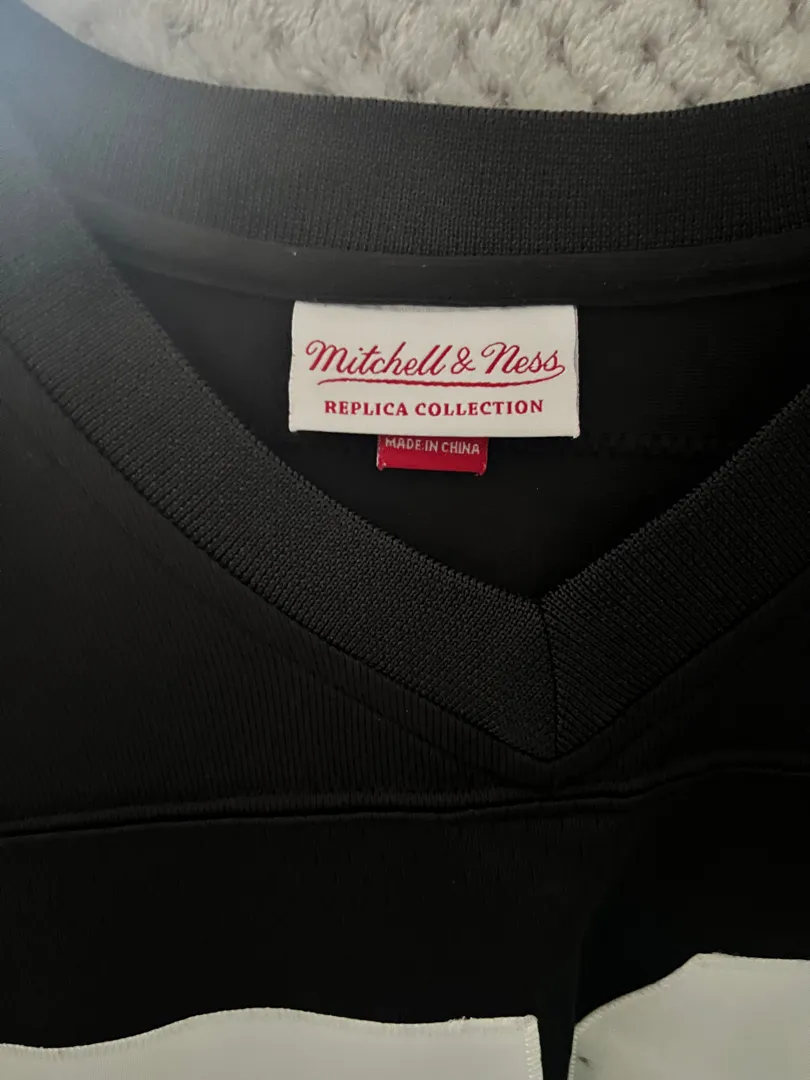 Mitchell & Ness
REPLICA COLLECTION
MADE IN CHINA